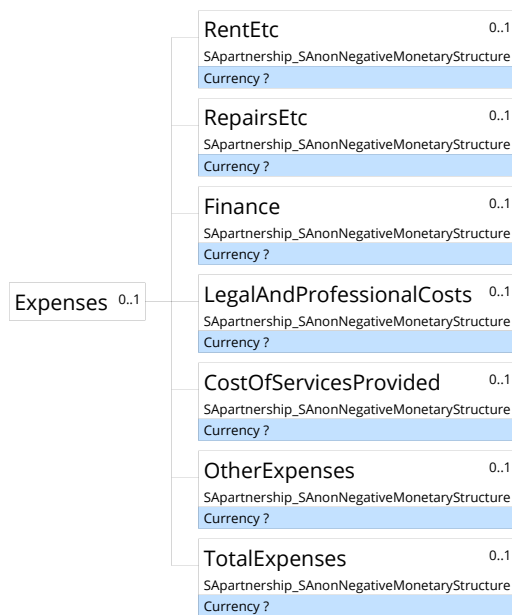 RentEtc 0..1
SApartnership_SAnonNegativeMonetaryStructure
Currency ?
RepairsEtc 0..1
SApartnership_SAnonNegativeMonetaryStructure
Currency ?
Finance 0..1
SApartnership_SAnonNegativeMonetaryStructure
Currency ?
Expenses 0..1
LegalAndProfessionalCosts 0..1
SApartnership_SAnonNegativeMonetaryStructure
Currency ?
CostOfServicesProvided 0..1
SApartnership_SAnonNegativeMonetaryStructure
Currency ?
OtherExpenses 0..1
SApartnership_SAnonNegativeMonetaryStructure
Currency ?
TotalExpenses 0..1
SApartnership_SAnonNegativeMonetaryStructure
Currency ?